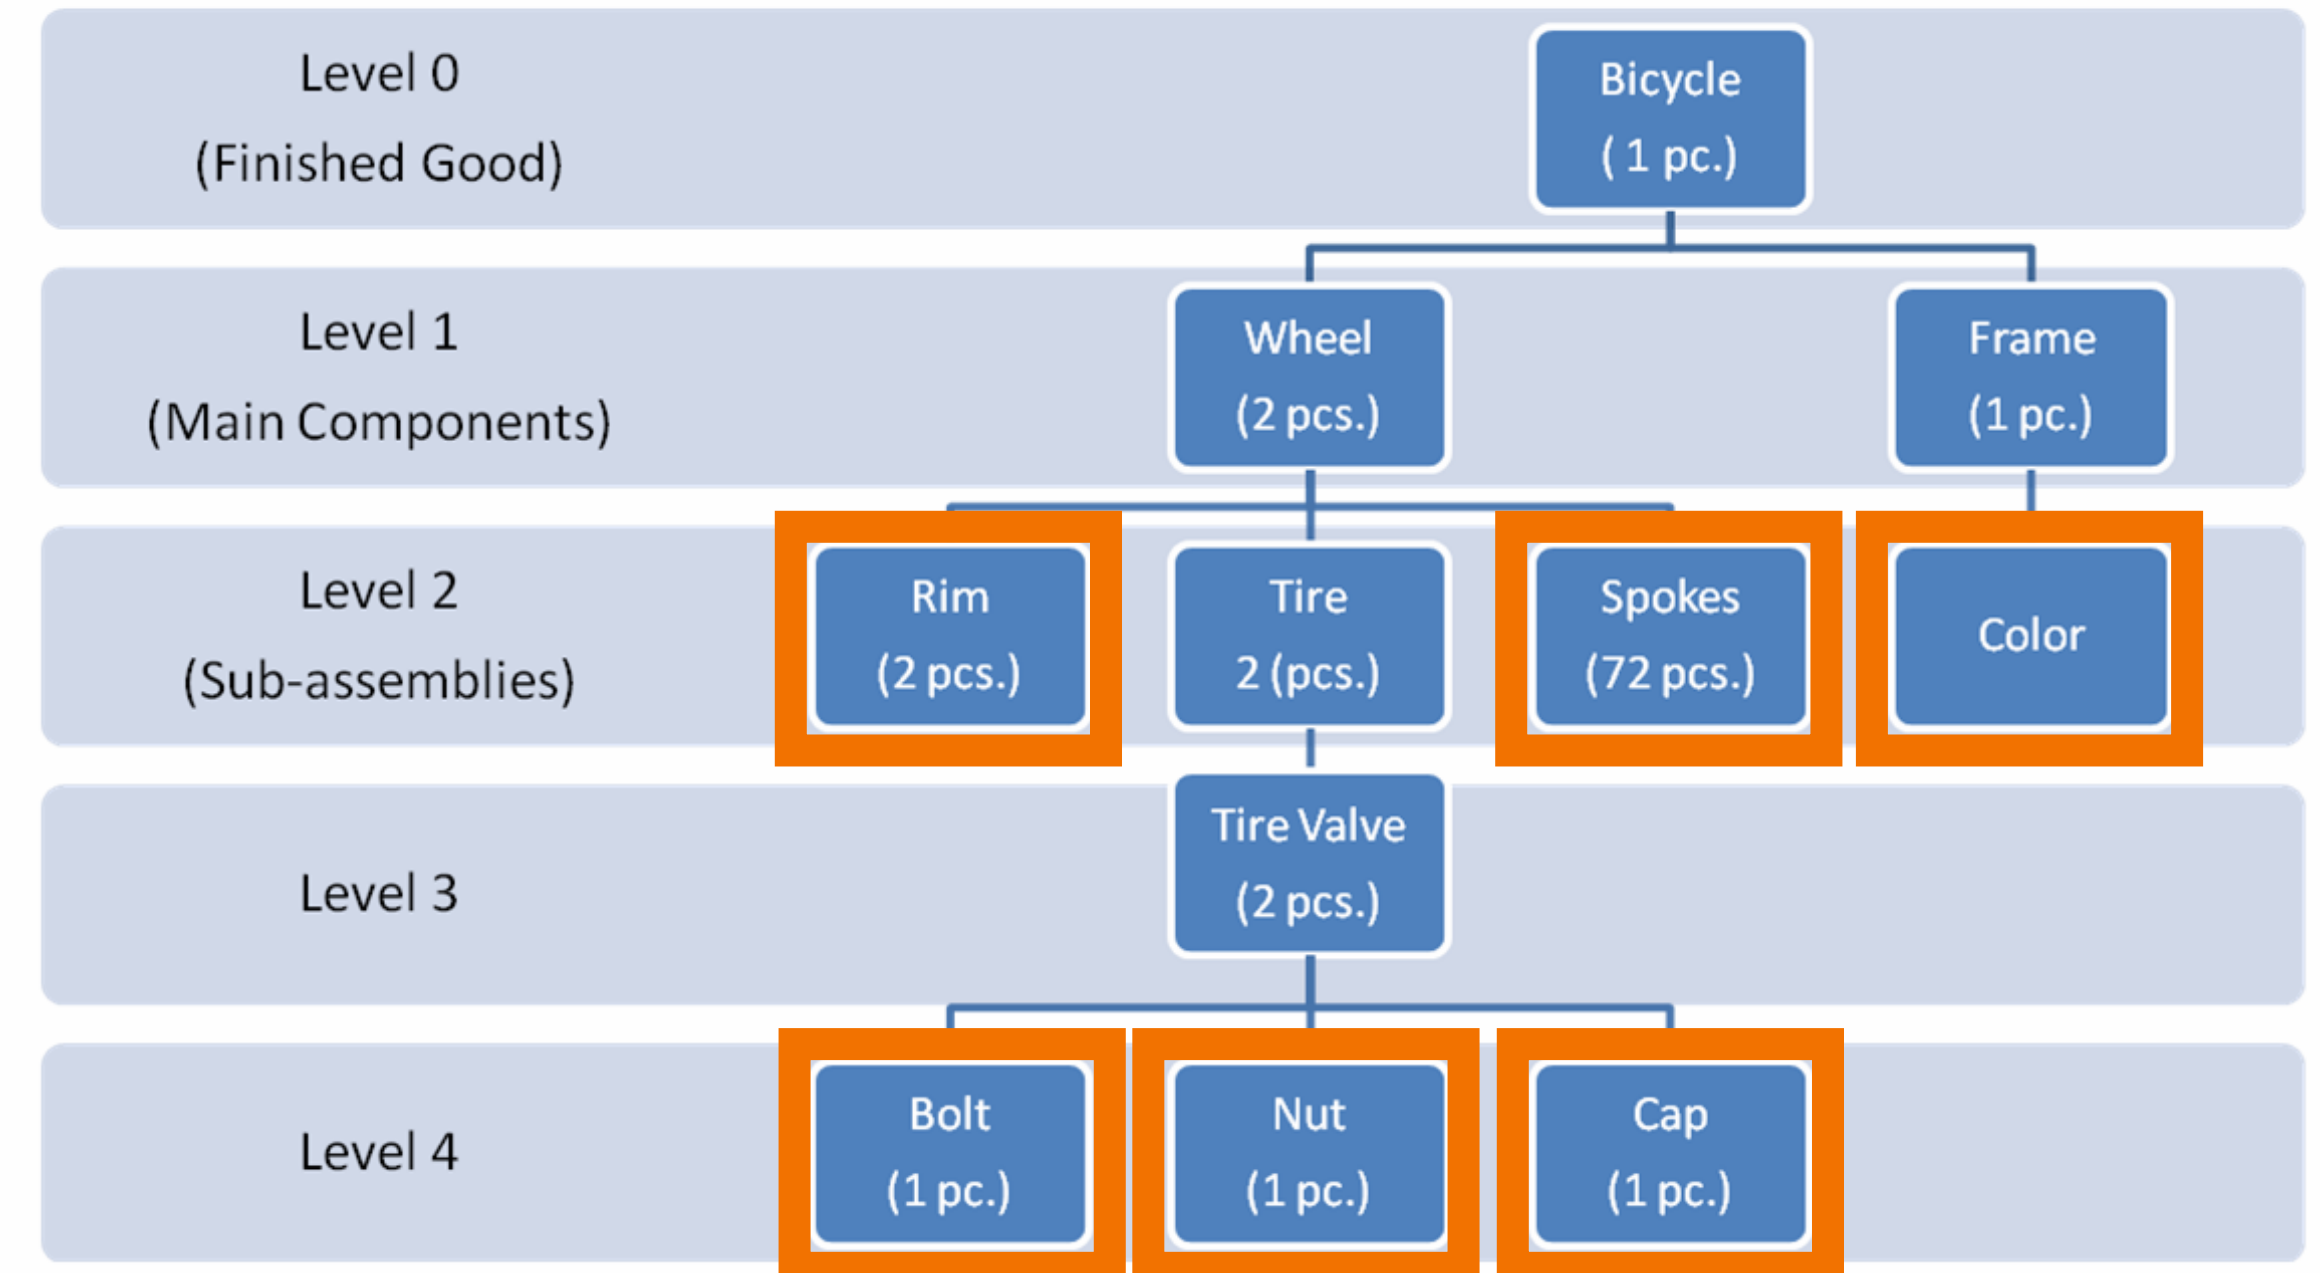 Level 0
(Finished Good)
Bicycle
( 1 pc.)
Level 1
(Main Components)
Wheel
(2 pcs.)
Frame
(1 pc.)
Level 2
(Sub-assemblies)
Rim
(2 pcs.)
Tire
2 (pcs.)
Spokes
(72 pcs.)
Color
Level 3
Tire Valve
(2 pcs.)
Level 4
Bolt
(1 pc.)
Nut
(1 pc.)
Cap
(1 pc.)